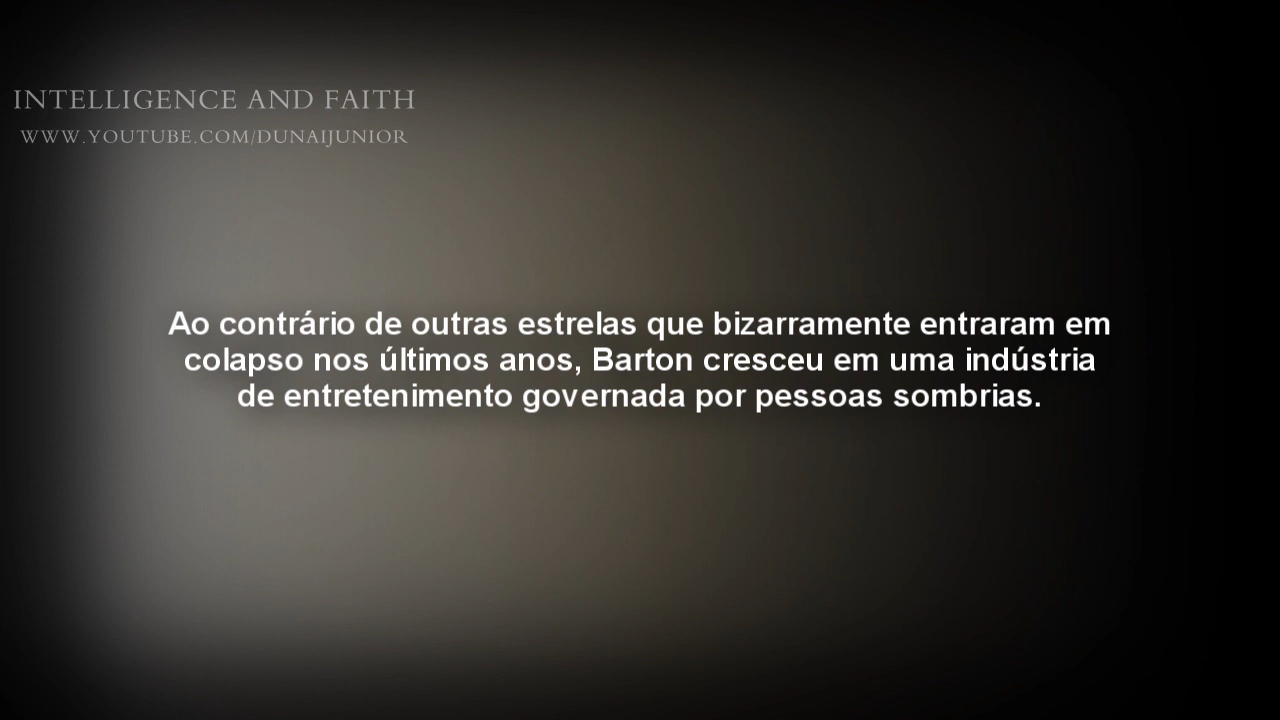 INTELLIGENCE AND FAITH
WWW.YOUTUBE.COM/DUNAIJUNIOR
Ao contrário de outras estrelas que bizarramente entraram em
colapso nos últimos anos, Barton cresceu em uma indústria
de entretenimento governada por pessoas sombrias.